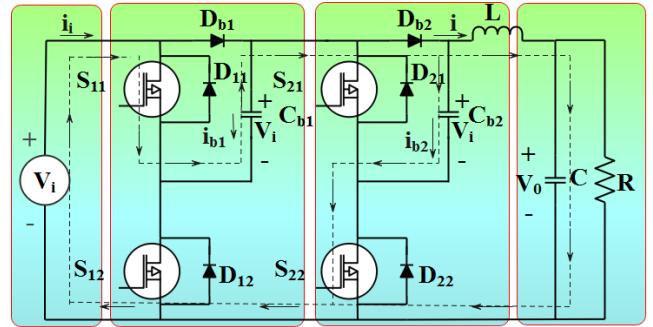 D_b1 D_b2 L
i_i i
S_11 D_11 S_21 D_21
+ C_b1 + C_b2
i_b1 V_i i_b2 V_i
- -
+ +
V_i V_0 C R
- -
S_12 D_12 S_22 D_22